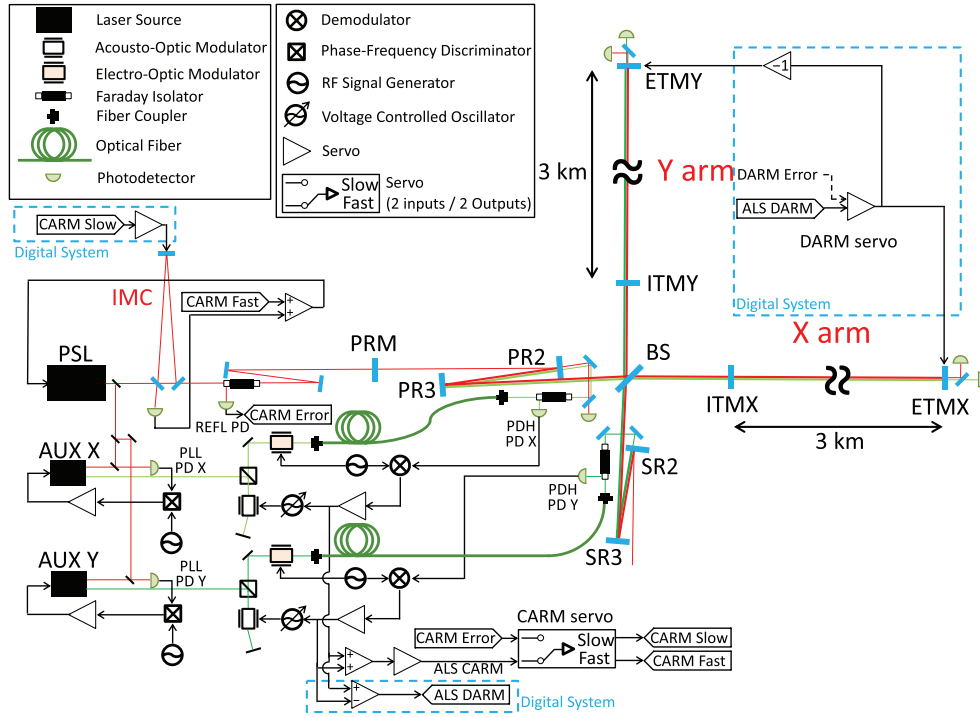 Laser Source
Acousto-Optic Modulator
Electro-Optic Modulator
Faraday Isolator
Fiber Coupler
Optical Fiber
Photodetector
Demodulator
Phase-Frequency Discriminator
RF Signal Generator
Voltage Controlled Oscillator
Servo
Slow
Fast
Servo
(2 inputs / 2 Outputs)
CARM Slow
Digital System
IMC
CARM Fast
+
+
PSL
REFL PD
CARM Error
PRM
PR2
PR3
BS
ETMY
3 km
Y arm
ITMY
-1
DARM Error
ALS DARM
DARM servo
Digital System
X arm
ITMX
ETMX
3 km
AUX X
PLL
PD X
PDH
PD X
PDH
PD Y
SR2
SR3
AUX Y
PLL
PD Y
CARM servo
CARM Error
Slow
Fast
CARM Slow
CARM Fast
+
+
ALS CARM
+
−
ALS DARM
Digital System